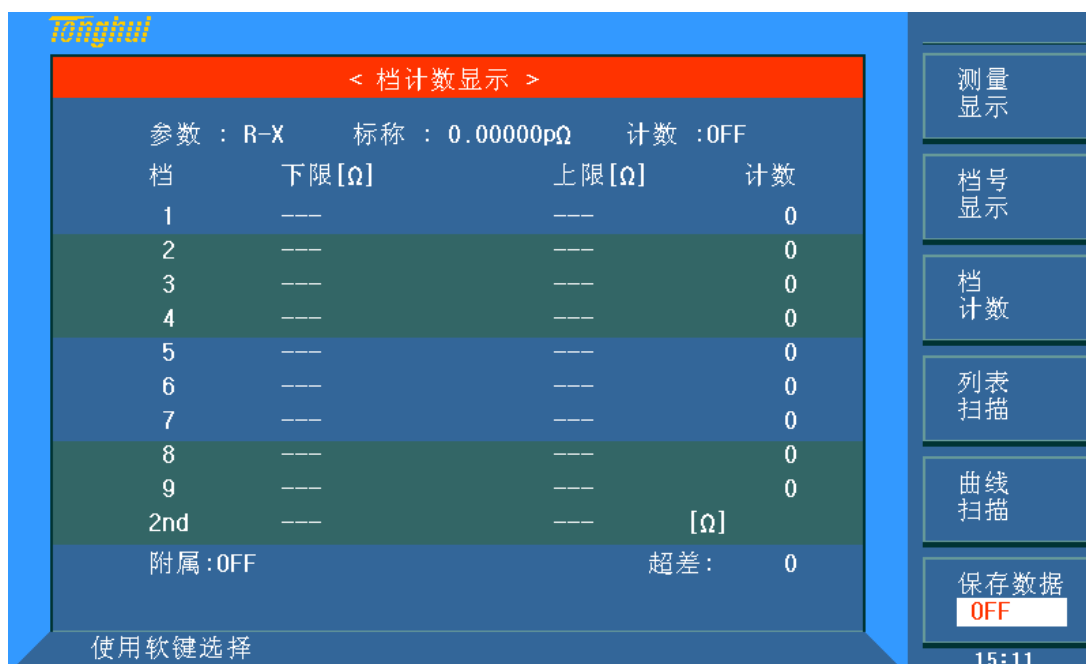 Tonghui
< 档计数显示 >
参数 : R-X 标称 : 0.00000pΩ 计数 :OFF
档 下限[Ω] 上限[Ω] 计数
1 --- --- 0
2 --- --- 0
3 --- --- 0
4 --- --- 0
5 --- --- 0
6 --- --- 0
7 --- --- 0
8 --- --- 0
9 --- --- 0
2nd --- --- [Ω]
附属:OFF 超差: 0
使用软键选择
测量
显示
档号
显示
档
计数
列表
扫描
曲线
扫描
保存数据
OFF
15:11